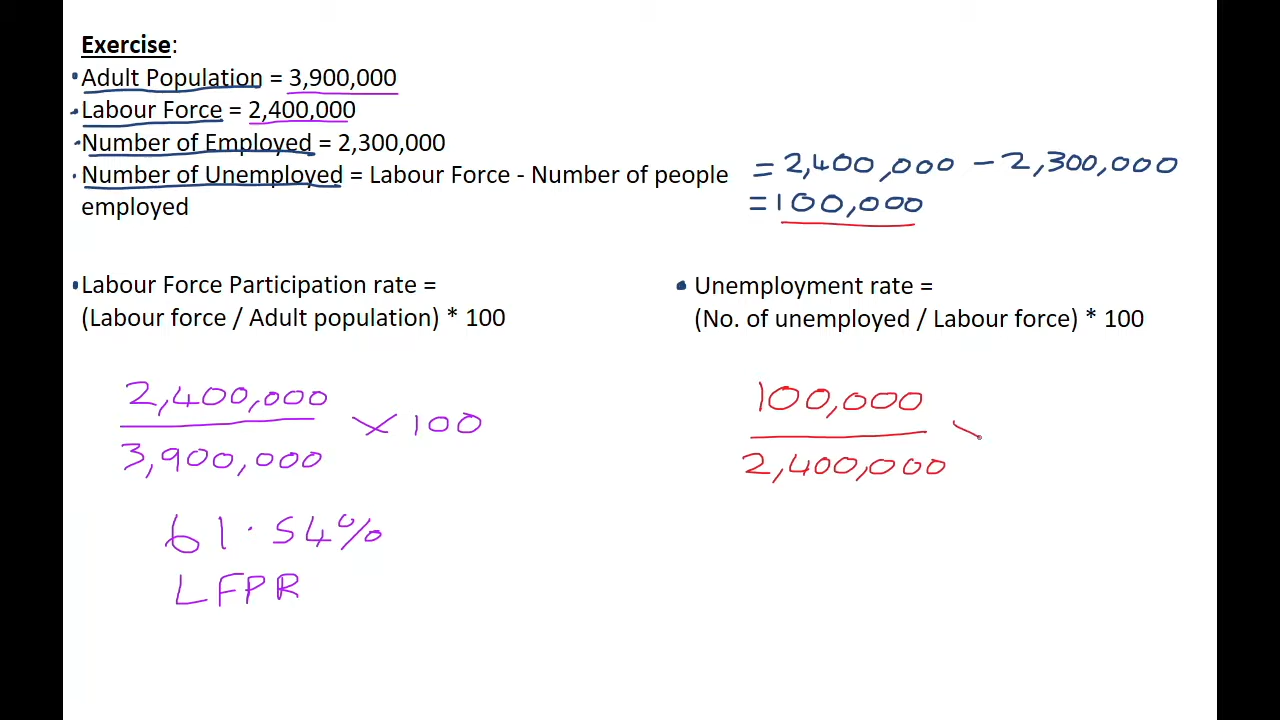 Exercise:
Adult Population = 3,900,000
Labour Force = 2,400,000
Number of Employed = 2,300,000
Number of Unemployed = Labour Force - Number of people
employed
= 2,400,000 - 2,300,000
= 100,000
Labour Force Participation rate =
(Labour force / Adult population) * 100
2,400,000
3,900,000
× 100
61.54%
LFPR
Unemployment rate =
(No. of unemployed / Labour force) * 100
100,000
2,400,000